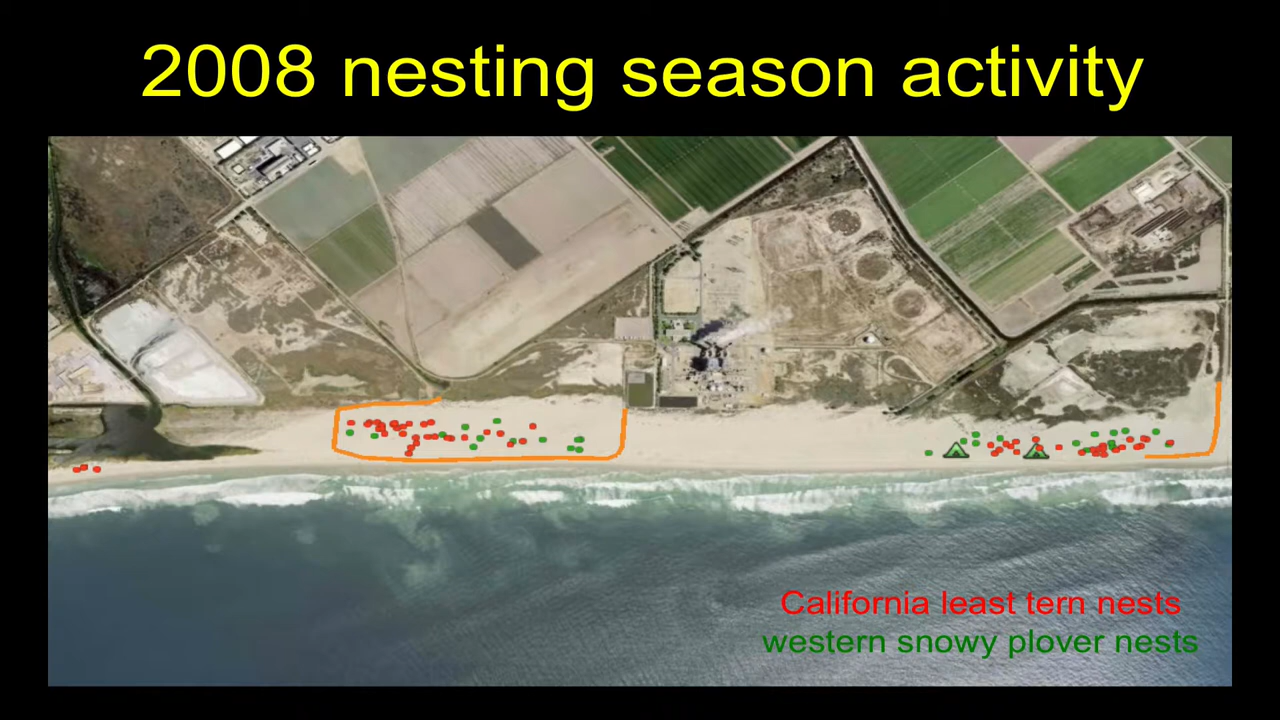 2008 nesting season activity
California least tern nests
western snowy plover nests